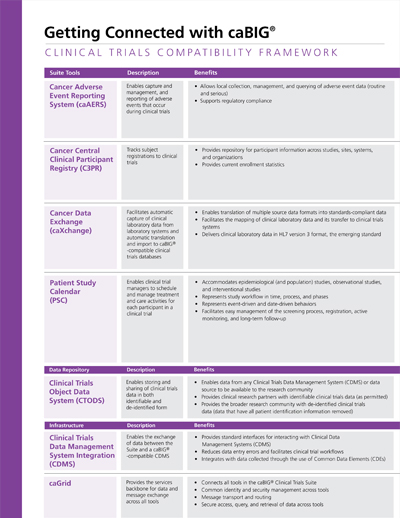 Getting Connected with caBIG®
CLINICAL TRIALS COMPATIBILITY FRAMEWORK
Suite Tools Description Benefits
Cancer Adverse
Event Reporting
System (caAERS)
Enables capture and
management, and
reporting of adverse
events that occur
during clinical trials
• Allows local collection, management, and querying of adverse event data (routine
and serious)
• Supports regulatory compliance
Cancer Central
Clinical Participant
Registry (C3PR)
Tracks subject
registrations to clinical
trials
• Provides repository for participant information across studies, sites, systems,
and organizations
• Provides current enrollment statistics
Cancer Data
Exchange
(caXchange)
Facilitates automatic
capture of clinical
laboratory data from
laboratory systems and
automatic translation
and import to caBIG®
-compatible clinical
trials databases
• Enables translation of multiple source data formats into standards-compliant data
• Facilitates the mapping of clinical laboratory data and its transfer to clinical trials
systems
• Delivers clinical laboratory data in HL7 version 3 format, the emerging standard
Patient Study
Calendar
(PSC)
Enables clinical trial
managers to schedule
and manage treatment
and care activities for
each participant in a
clinical trial
• Accommodates epidemiological (and population) studies, observational studies,
and interventional studies
• Represents study workflow in time, process, and phases
• Represents event-driven and date-driven behaviors
• Facilitates easy management of the screening process, registration, active
monitoring, and long-term follow-up
Data Repository Description Benefits
Clinical Trials
Object Data
System (CTODS)
Enables storing and
sharing of clinical trials
data in both
identifiable and
de-identified form
• Enables data from any Clinical Trials Data Management System (CDMS) or data
source to be available to the research community
• Provides clinical research partners with identifiable clinical trials data (as permitted)
• Provides the broader research community with de-identified clinical trials
data (data that have all patient identification information removed)
Infrastructure Description Benefits
Clinical Trials
Data Management
System Integration
(CDMS)
Enables the exchange
of data between the
Suite and a caBIG®
-compatible CDMS
• Provides standard interfaces for interacting with Clinical Data
Management Systems (CDMS)
• Reduces data entry errors and facilitates clinical trial workflows
• Integrates with data collected through the use of Common Data Elements (CDEs)
caGrid
Provides the services
backbone for data and
message exchange
across all tools
• Connects all tools in the caBIG® Clinical Trials Suite
• Common identity and security management across tools
• Message transport and routing
• Secure access, query, and retrieval of data across tools